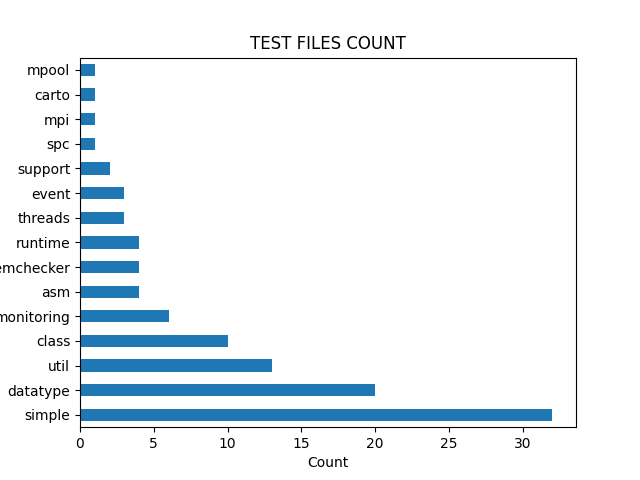 TEST FILES COUNT
mpool
carto
mpi
spc
support
event
threads
runtime
emchecker
asm
monitoring
class
util
datatype
simple
0 5 10 15 20 25 30
Count